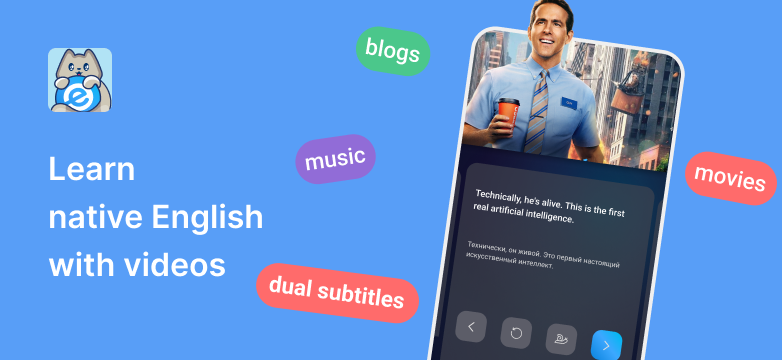 blogs
Learn
native English
with videos
music
dual subtitles
movies
Technically, he's alive. This is the first
real artificial intelligence.
Технически, он живой. Это первый настоящий
искусственный интеллект.